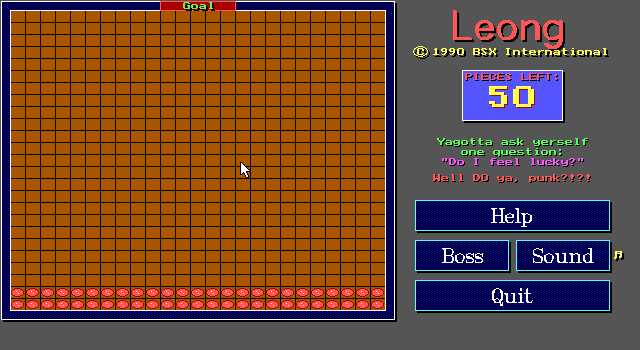 Goal
Leong
© 1990 BSX International
PIECES LEFT:
50
Yagotta ask yerself
one question:
"Do I feel lucky?"
Well DO ya, punk?!?!
Help
Boss
Sound
Quit